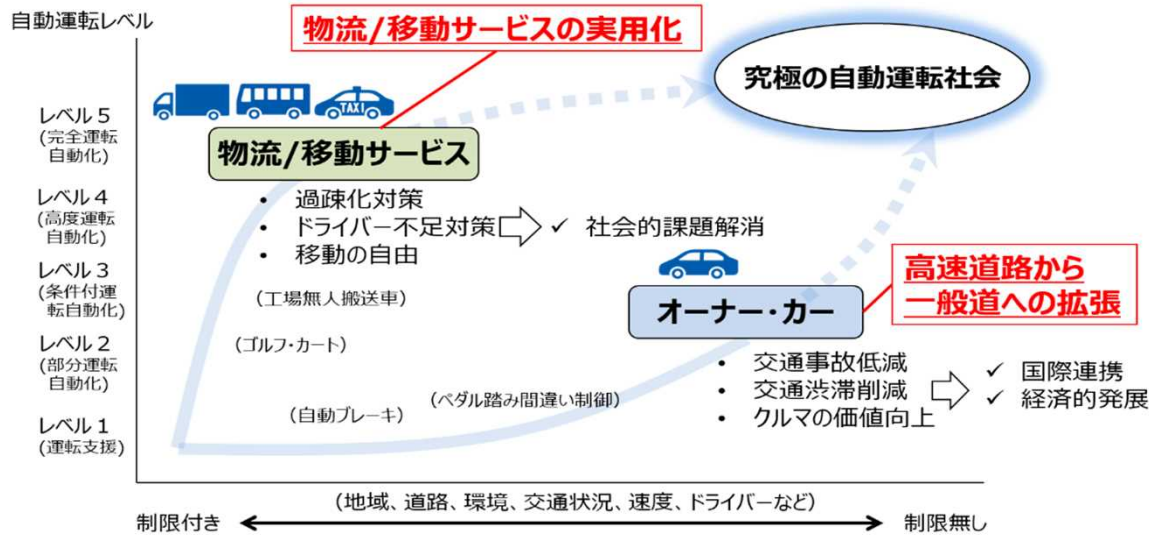 自動運転レベル
物流/移動サービスの実用化
究極の自動運転社会
TAXI
レベル5
(完全運転
自動化)
物流/移動サービス
レベル4
(高度運転
自動化)
• 過疎化対策
• ドライバー不足対策
• 移動の自由
✓ 社会的課題解消
レベル3
(条件付運
転自動化)
(工場無人搬送車)
オーナー・カー
高速道路から
一般道への拡張
レベル2
(部分運転
自動化)
(ゴルフ・カート)
• 交通事故低減
• 交通渋滞削減
• クルマの価値向上
✓ 国際連携
✓ 経済的発展
(自動ブレーキ)
(ペダル踏み間違い制御)
レベル1
(運転支援)
(地域、道路、環境、交通状況、速度、ドライバーなど)
制限付き
制限無し